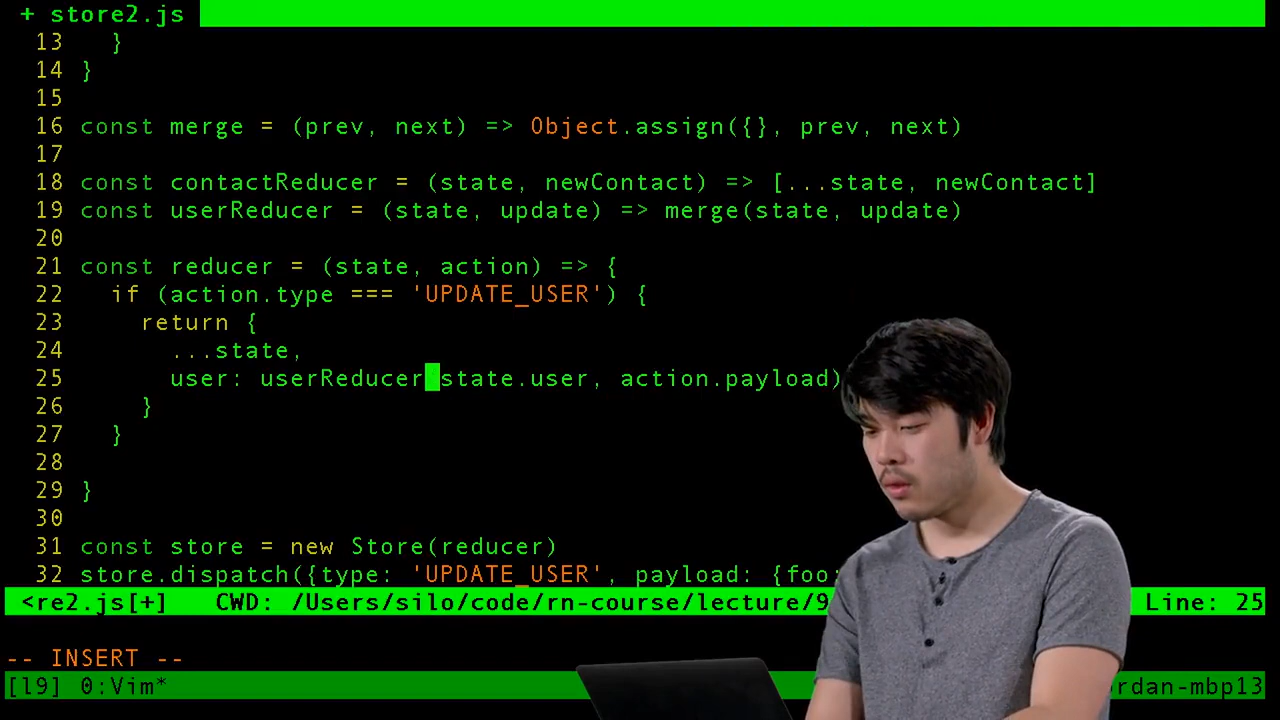 + store2.js
13 }
14 }
15
16 const merge = (prev, next) => Object.assign({}, prev, next)
17
18 const contactReducer = (state, newContact) => [...state, newContact]
19 const userReducer = (state, update) => merge(state, update)
20
21 const reducer = (state, action) => {
22 if (action.type === 'UPDATE_USER') {
23 return {
24 ...state,
25 user: userReducer(state.user, action.payload)
26 }
27 }
28
29 }
30
31 const store = new Store(reducer)
32 store.dispatch({type: 'UPDATE_USER', payload: {foo:
<re2.js[+] CWD: /Users/silo/code/rn-course/lecture/9 Line: 25
-- INSERT --
[l9] 0:Vim* rdan-mbp13